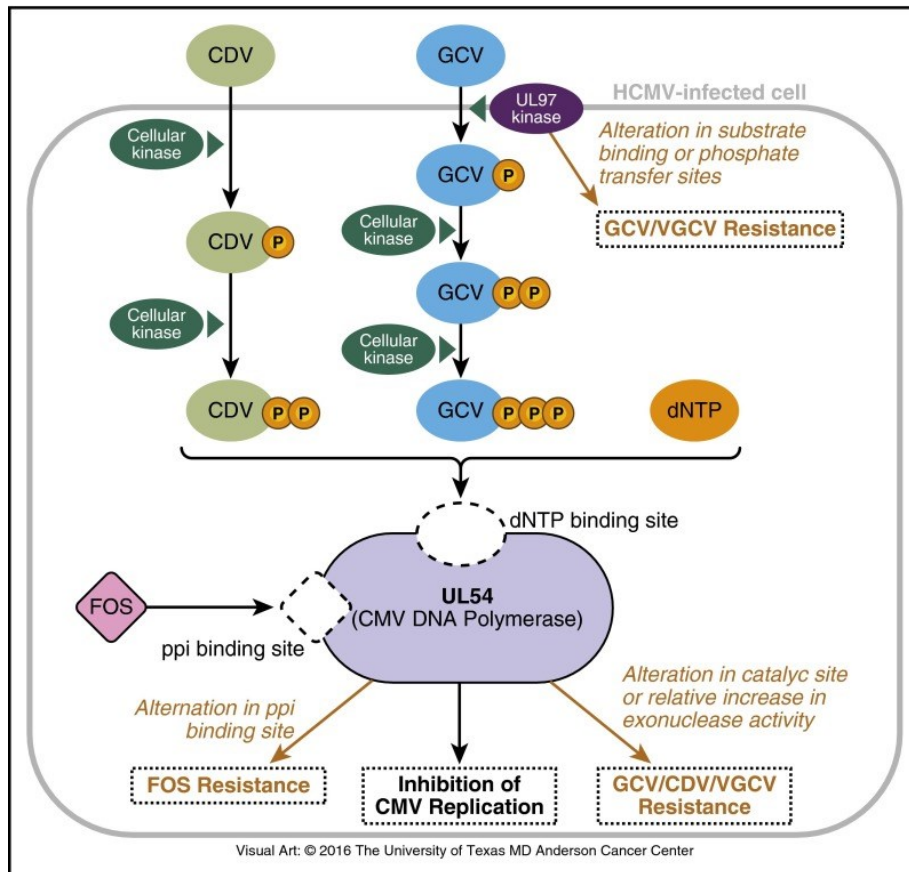 CDV
GCV
HCMV-infected cell
UL97
kinase
Cellular
kinase
Alteration in substrate
binding or phosphate
transfer sites
GCV P
GCV/VGCV Resistance
Cellular
kinase
CDV P
GCV P P
Cellular
kinase
Cellular
kinase
CDV P P
GCV P P P
dNTP
dNTP binding site
UL54
(CMV DNA Polymerase)
FOS
ppi binding site
Alternation in ppi
binding site
Alteration in catalyc site
or relative increase in
exonuclease activity
FOS Resistance
Inhibition of
CMV Replication
GCV/CDV/VGCV
Resistance
Visual Art: © 2016 The University of Texas MD Anderson Cancer Center